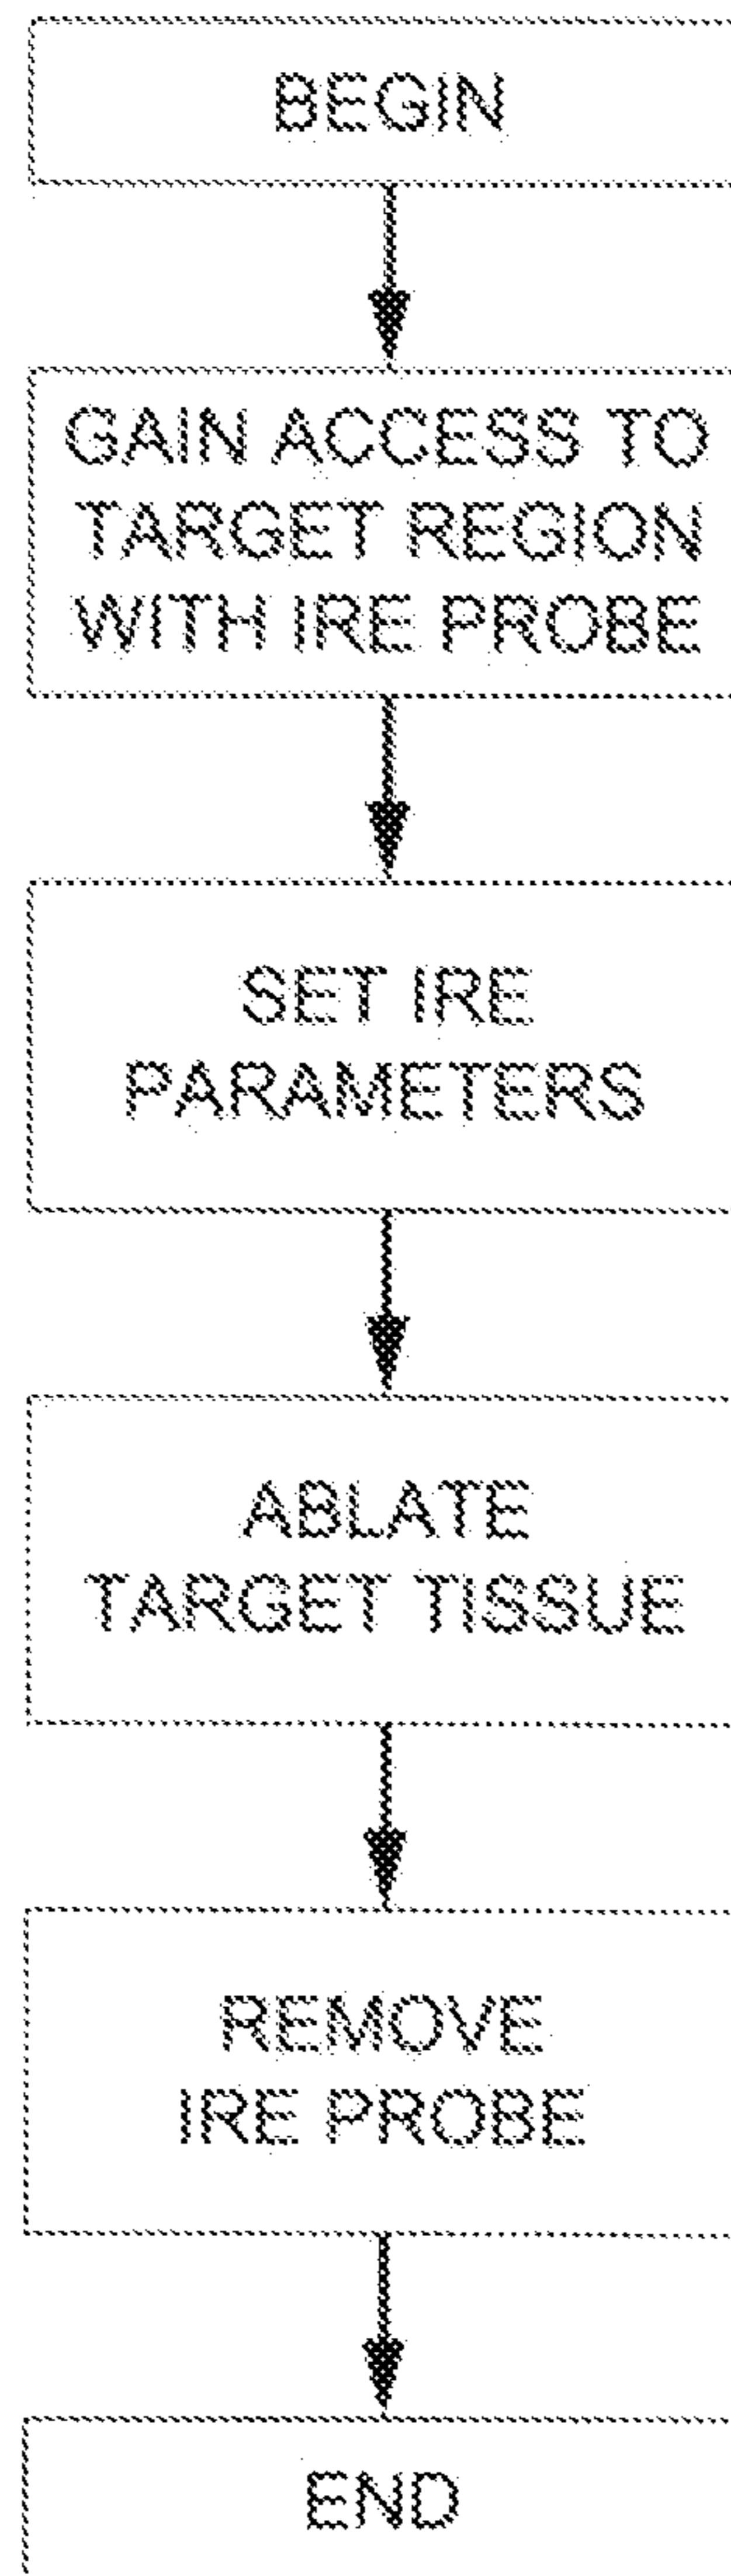 BEGIN
GAIN ACCESS TO
TARGET REGION
WITH IRE PROBE
SET IRE
PARAMETERS
ABLATE
TARGET TISSUE
REMOVE
IRE PROBE
END